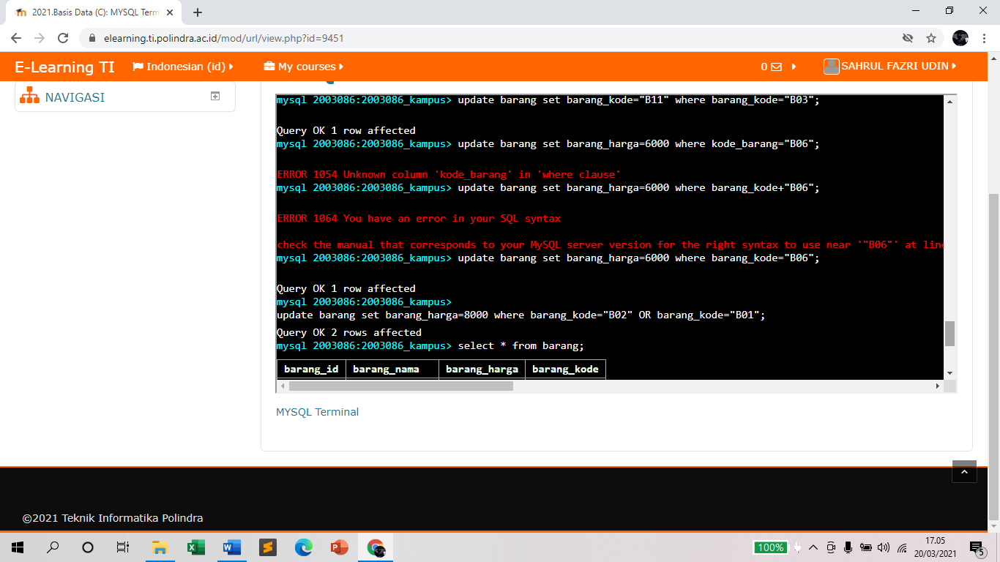 2021.Basis Data (C): MYSQL Term
elearning.ti.polindra.ac.id/mod/url/view.php?id=9451
E-Learning TI Indonesian (id) My courses 0 SAHRUL FAZRI UDIN
NAVIGASI
mysql 2003086:2003086_kampus> update barang set barang_kode="B11" where barang_kode="B03";
Query OK 1 row affected
mysql 2003086:2003086_kampus> update barang set barang_harga=6000 where kode_barang="B06";
ERROR 1054 Unknown column 'kode_barang' in 'where clause'
mysql 2003086:2003086_kampus> update barang set barang_harga=6000 where barang_kode+"B06";
ERROR 1064 You have an error in your SQL syntax
check the manual that corresponds to your MySQL server version for the right syntax to use near '"B06"' at line
mysql 2003086:2003086_kampus> update barang set barang_harga=6000 where barang_kode="B06";
Query OK 1 row affected
mysql 2003086:2003086_kampus>
update barang set barang_harga=8000 where barang_kode="B02" OR barang_kode="B01";
Query OK 2 rows affected
mysql 2003086:2003086_kampus> select * from barang;
barang_id barang_nama barang_harga barang_kode
MYSQL Terminal
©2021 Teknik Informatika Polindra
100%
17.05
20/03/2021
5